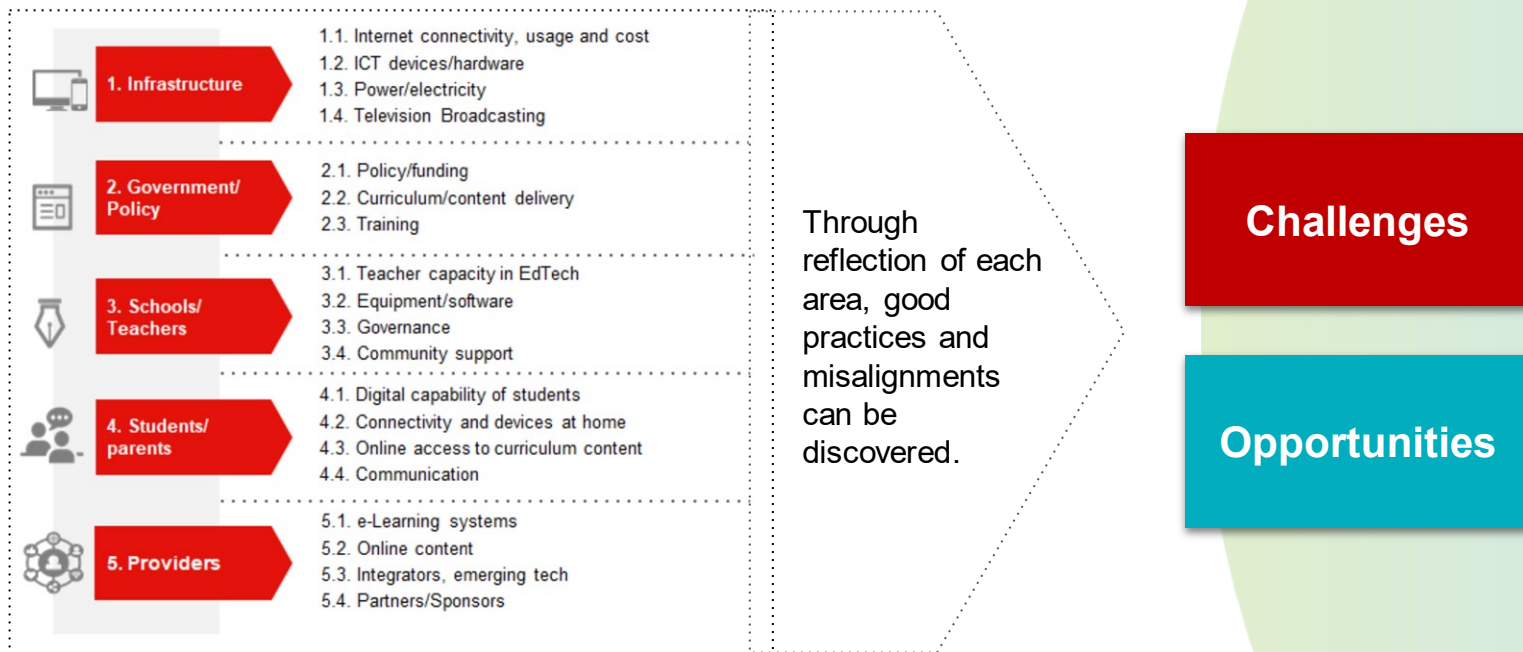 1. Infrastructure
1.1. Internet connectivity, usage and cost
1.2. ICT devices/hardware
1.3. Power/electricity
1.4. Television Broadcasting
2. Government/
Policy
2.1. Policy/funding
2.2. Curriculum/content delivery
2.3. Training
3. Schools/
Teachers
3.1. Teacher capacity in EdTech
3.2. Equipment/software
3.3. Governance
3.4. Community support
4. Students/
parents
4.1. Digital capability of students
4.2. Connectivity and devices at home
4.3. Online access to curriculum content
4.4. Communication
5. Providers
5.1. e-Learning systems
5.2. Online content
5.3. Integrators, emerging tech
5.4. Partners/Sponsors
Through
reflection of each
area, good
practices and
misalignments
can be
discovered.
Challenges
Opportunities